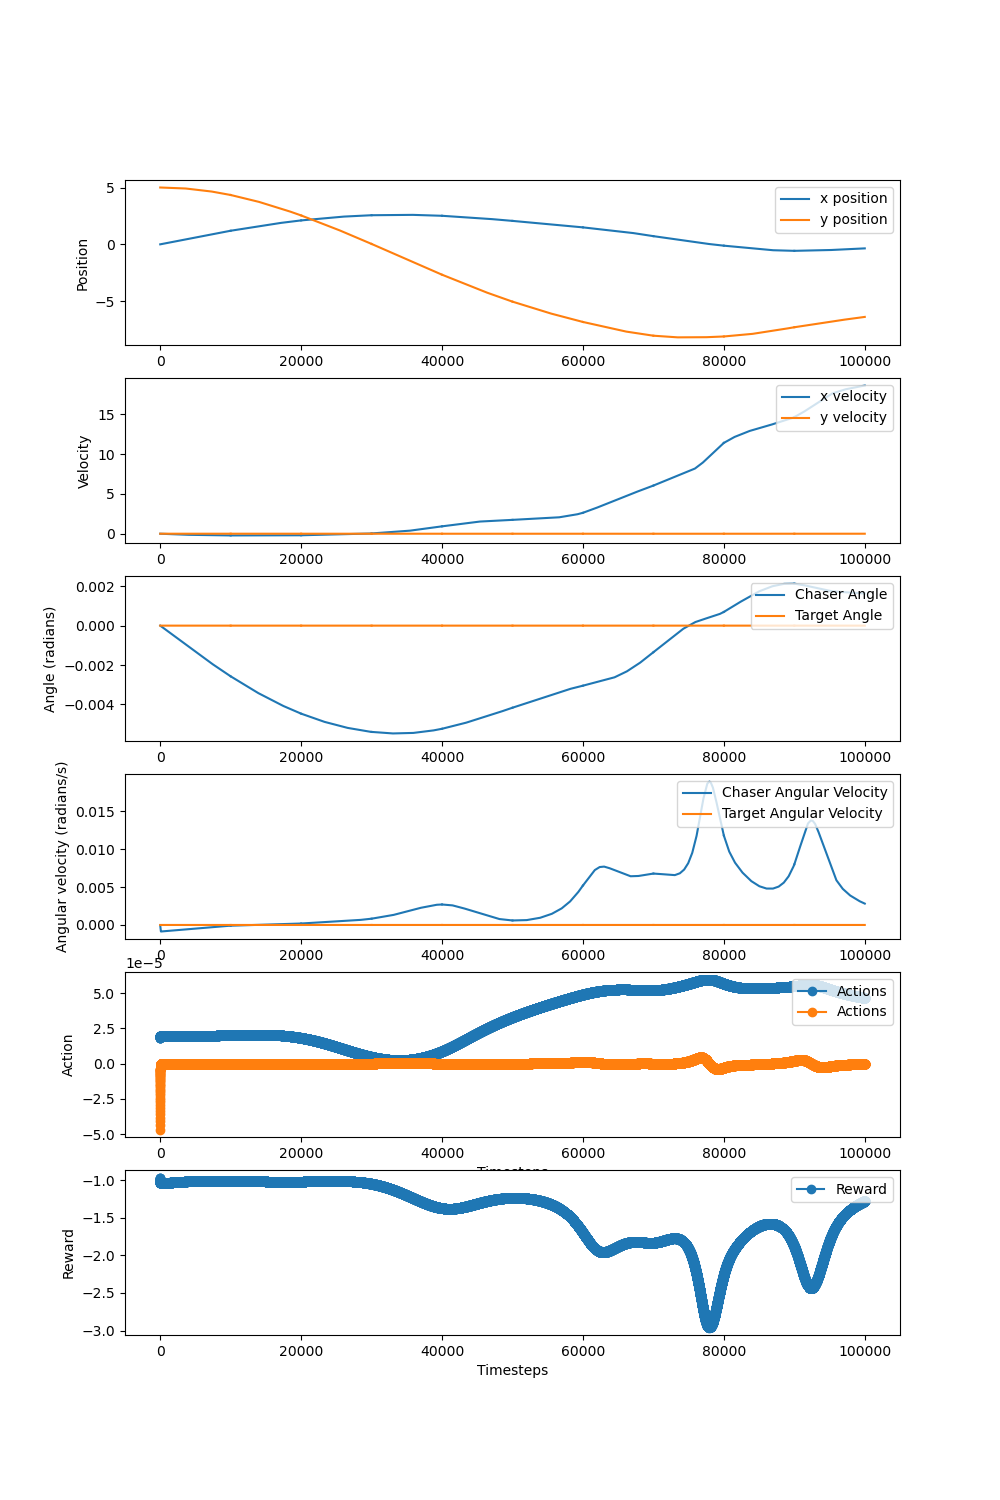 5
0
−5
Position
x position
y position
0 20000 40000 60000 80000 100000
15
10
5
0
Velocity
x velocity
y velocity
0 20000 40000 60000 80000 100000
0.002
0.000
−0.002
−0.004
Angle (radians)
Chaser Angle
Target Angle
0 20000 40000 60000 80000 100000
0.015
0.010
0.005
0.000
Angular velocity (radians/s)
Chaser Angular Velocity
Target Angular Velocity
0 20000 40000 60000 80000 100000
1e−5
5.0
2.5
0.0
−2.5
−5.0
Action
Actions
Actions
0 20000 40000 60000 80000 100000
Timesteps
−1.0
−1.5
−2.0
−2.5
−3.0
Reward
Reward
0 20000 40000 60000 80000 100000
Timesteps